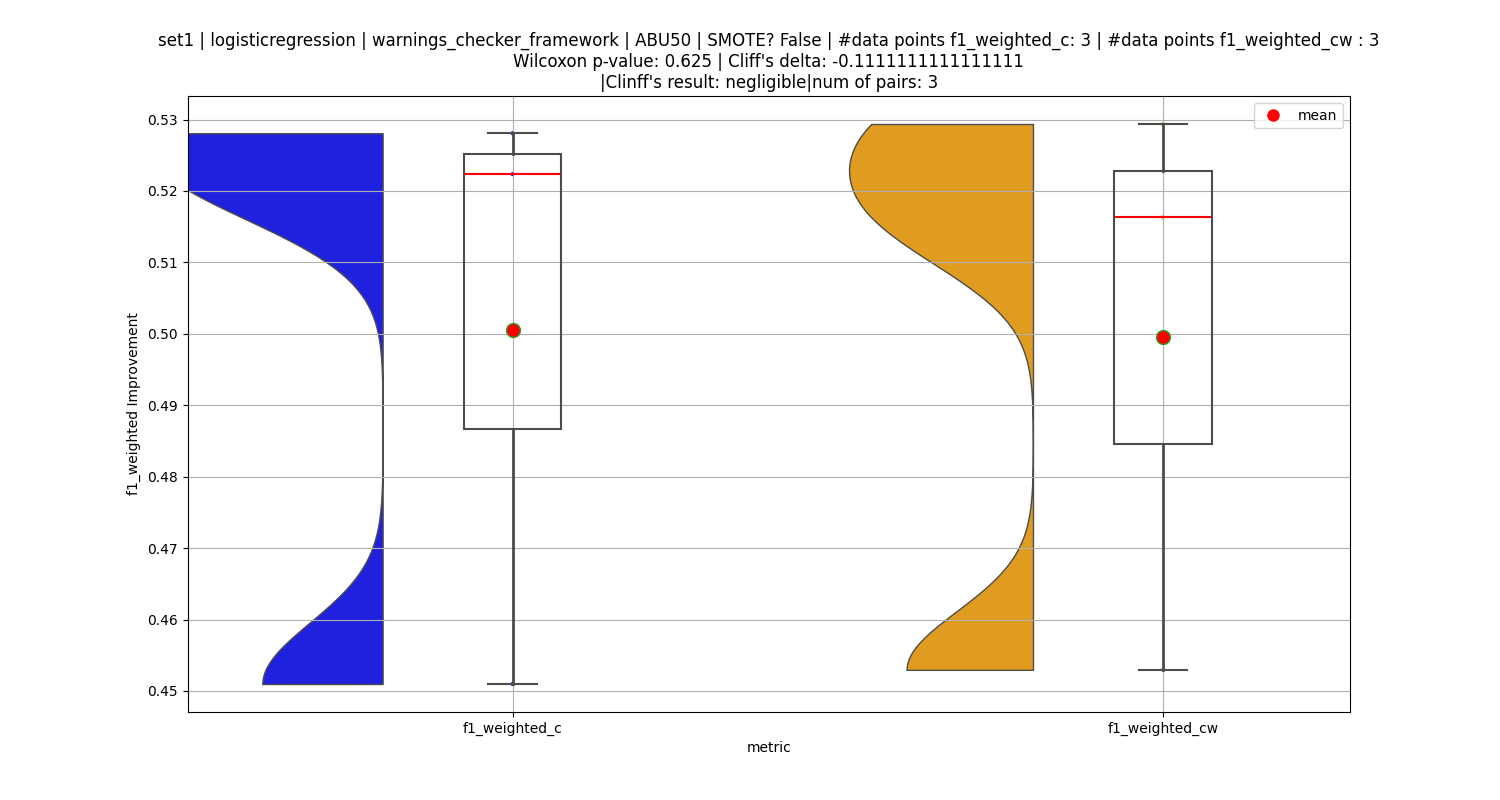 set1 | logisticregression | warnings_checker_framework | ABU50 | SMOTE? False | #data points f1_weighted_c: 3 | #data points f1_weighted_cw : 3
Wilcoxon p-value: 0.625 | Cliff's delta: -0.1111111111111111
|Clinff's result: negligible|num of pairs: 3
mean
0.53
0.52
0.51
0.50
0.49
0.48
0.47
0.46
0.45
f1_weighted Improvement
f1_weighted_c
f1_weighted_cw
metric